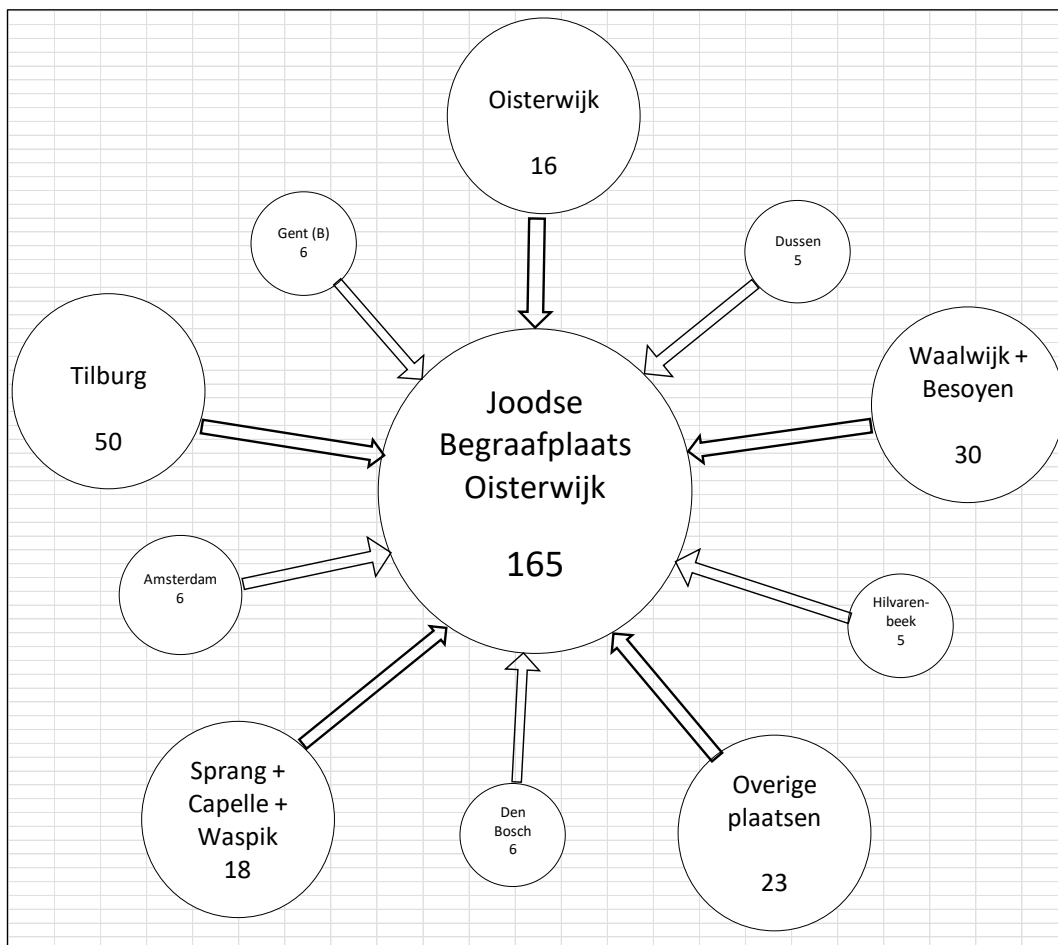 Oisterwijk
16
Gent (B)
6
Dussen
5
Tilburg
50
Waalwijk +
Besoyen
30
Joodse
Begraafplaats
Oisterwijk
165
Amsterdam
6
Hilvaren-
beek
5
Sprang +
Capelle +
Waspik
18
Den
Bosch
6
Overige
plaatsen
23